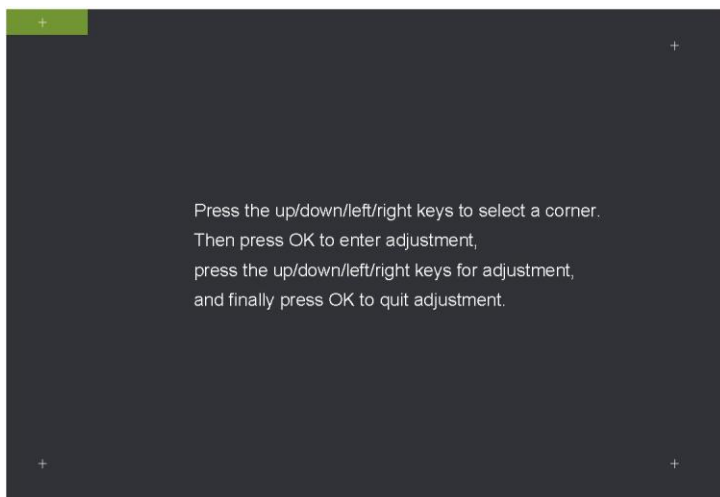 Press the up/down/left/right keys to select a corner.
Then press OK to enter adjustment,
press the up/down/left/right keys for adjustment,
and finally press OK to quit adjustment.